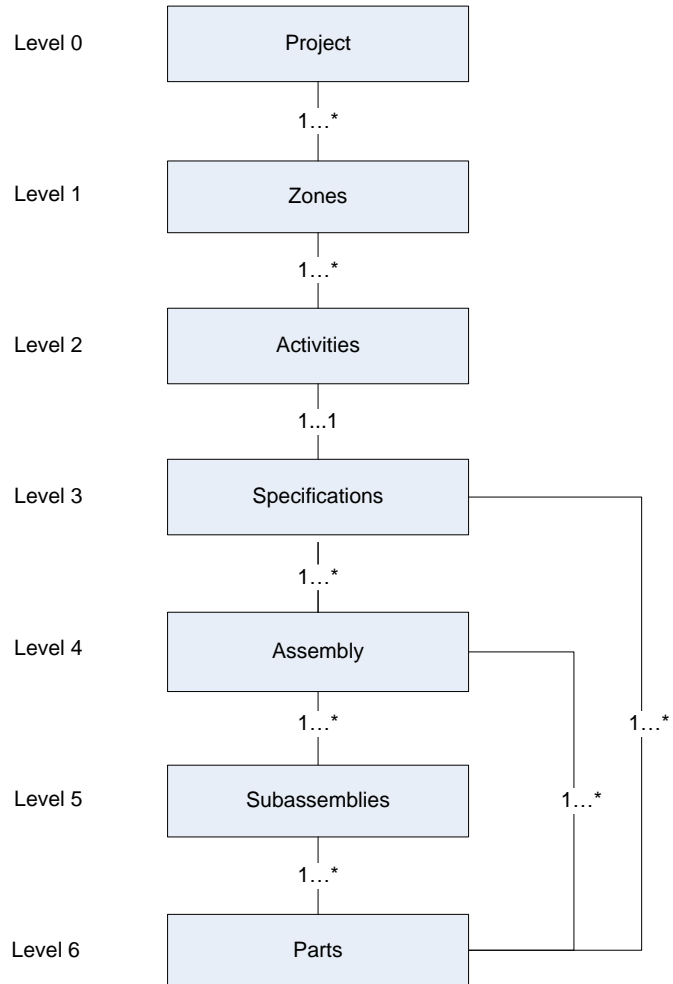 Level 0
Project
1…*
Level 1
Zones
1…*
Level 2
Activities
1...1
Level 3
Specifications
1…*
Level 4
Assembly
1…*
1…*
Level 5
Subassemblies
1…*
1…*
Level 6
Parts